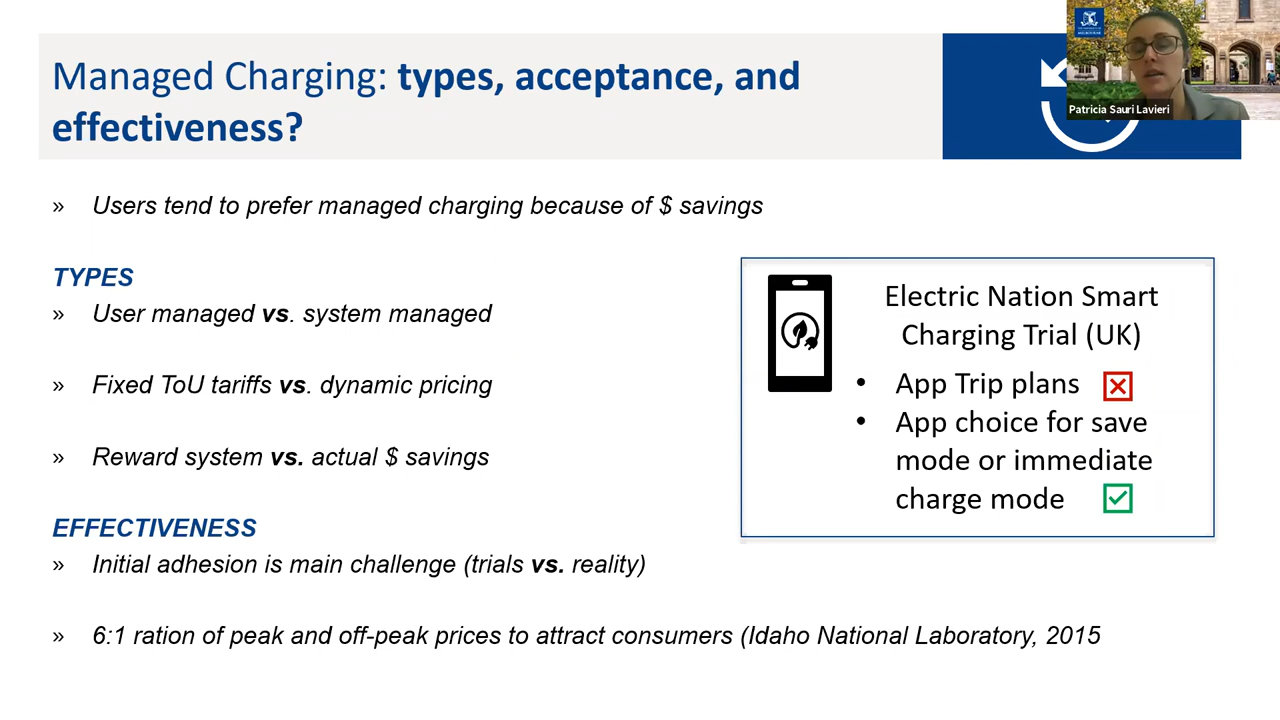 Managed Charging: types, acceptance, and
effectiveness?
MELBOURNE
Patricia Sauri Lavieri
» Users tend to prefer managed charging because of $ savings
TYPES
» User managed vs. system managed
» Fixed ToU tariffs vs. dynamic pricing
» Reward system vs. actual $ savings
EFFECTIVENESS
» Initial adhesion is main challenge (trials vs. reality)
» 6:1 ration of peak and off-peak prices to attract consumers (Idaho National Laboratory, 2015
Electric Nation Smart
Charging Trial (UK)
• App Trip plans
• App choice for save
mode or immediate
charge mode